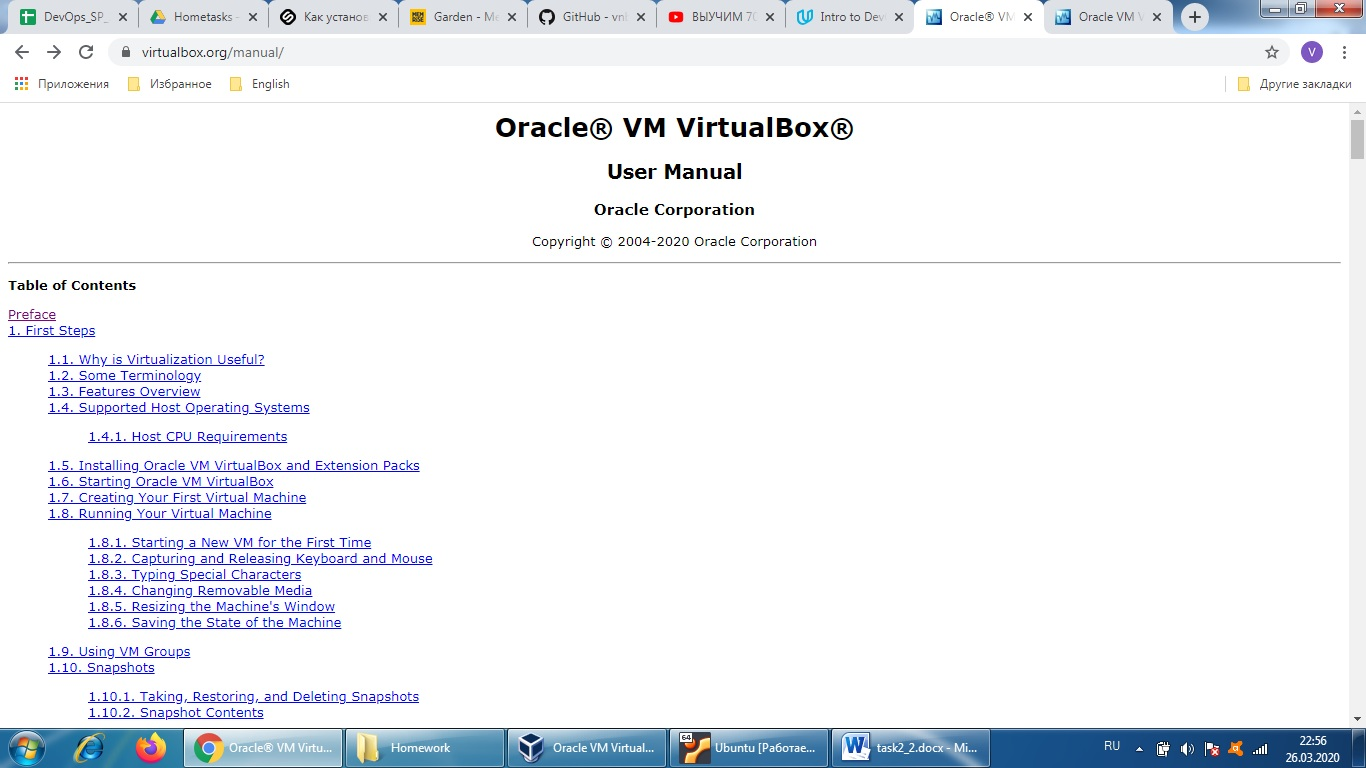 DevOps_SP_
Hometasks -
Как установ
Garden - Me
GitHub - vnl
ВЫУЧИМ 70
Intro to Dev
Oracle® VM
Oracle VM V
virtualbox.org/manual/
V
Приложения
Избранное
English
Другие закладки
Oracle® VM VirtualBox®
User Manual
Oracle Corporation
Copyright © 2004-2020 Oracle Corporation
Table of Contents
Preface
1. First Steps
1.1. Why is Virtualization Useful?
1.2. Some Terminology
1.3. Features Overview
1.4. Supported Host Operating Systems
1.4.1. Host CPU Requirements
1.5. Installing Oracle VM VirtualBox and Extension Packs
1.6. Starting Oracle VM VirtualBox
1.7. Creating Your First Virtual Machine
1.8. Running Your Virtual Machine
1.8.1. Starting a New VM for the First Time
1.8.2. Capturing and Releasing Keyboard and Mouse
1.8.3. Typing Special Characters
1.8.4. Changing Removable Media
1.8.5. Resizing the Machine's Window
1.8.6. Saving the State of the Machine
1.9. Using VM Groups
1.10. Snapshots
1.10.1. Taking, Restoring, and Deleting Snapshots
1.10.2. Snapshot Contents
Oracle® VM Virtu...
Homework
Oracle VM Virtual...
64
Ubuntu [Работае...
task2_2.docx - Mi...
RU
22:56
26.03.2020